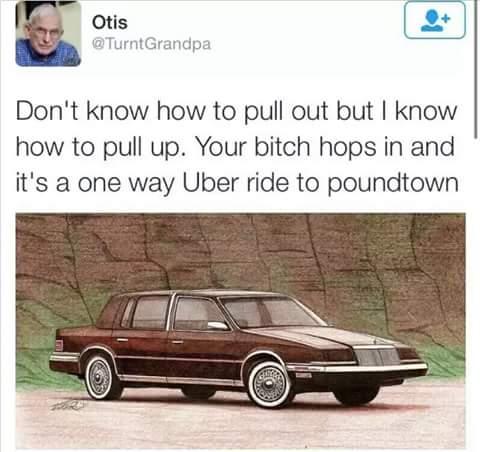 Otis
@TurntGrandpa
Don't know how to pull out but I know
how to pull up. Your bitch hops in and
it's a one way Uber ride to poundtown